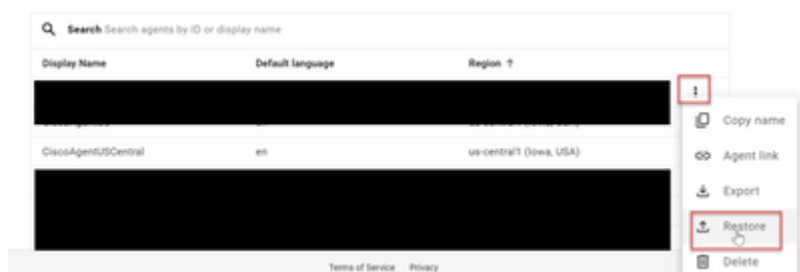 Search Search agents by ID or display name
Display Name Default language Region ↑
Copy name
CiscoAgentUSCentral en us-central1 (Iowa, USA)
Agent link
Export
Restore
Delete
Terms of Service Privacy